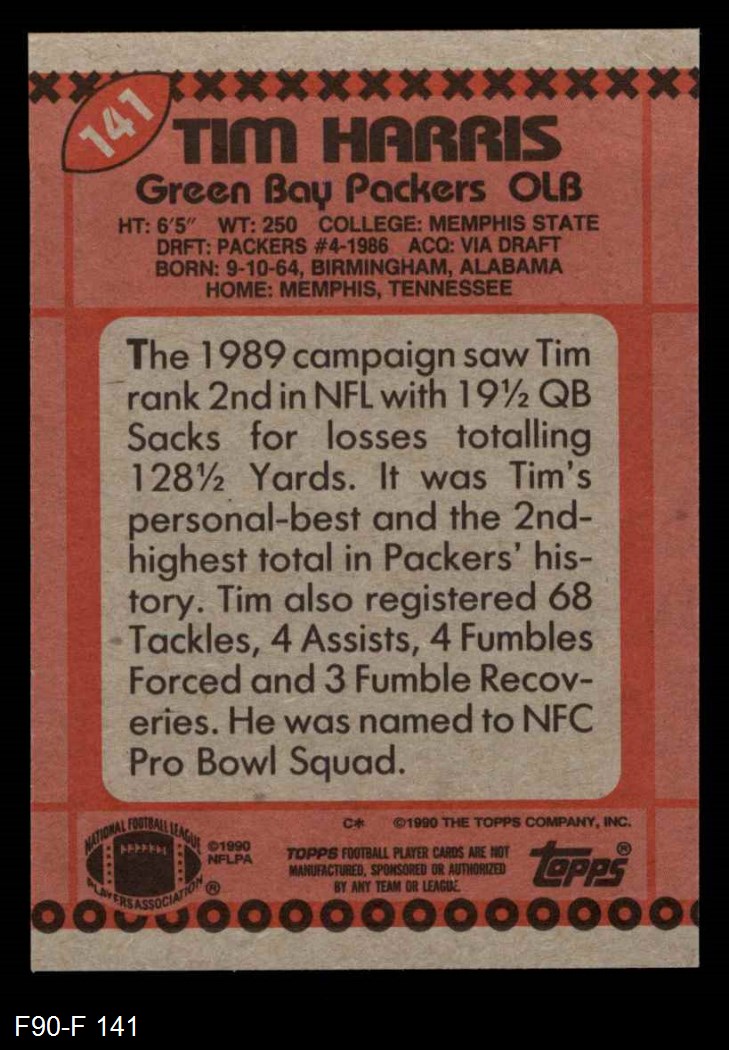 141
TIM HARRIS
Green Bay Packers OLB
HT: 6'5" WT: 250 COLLEGE: MEMPHIS STATE
DRFT: PACKERS #4-1986 ACQ: VIA DRAFT
BORN: 9-10-64, BIRMINGHAM, ALABAMA
HOME: MEMPHIS, TENNESSEE
The 1989 campaign saw Tim
rank 2nd in NFL with 19½ QB
Sacks for losses totalling
128½ Yards. It was Tim's
personal-best and the 2nd-
highest total in Packers' his-
tory. Tim also registered 68
Tackles, 4 Assists, 4 Fumbles
Forced and 3 Fumble Recov-
eries. He was named to NFC
Pro Bowl Squad.
C* ©1990 THE TOPPS COMPANY, INC.
NATIONAL FOOTBALL LEAGUE
PLAYERS ASSOCIATION ®
©1990
NFLPA
TOPPS FOOTBALL PLAYER CARDS ARE NOT
MANUFACTURED, SPONSORED OR AUTHORIZED
BY ANY TEAM OR LEAGUE.
topps®
F90-F 141